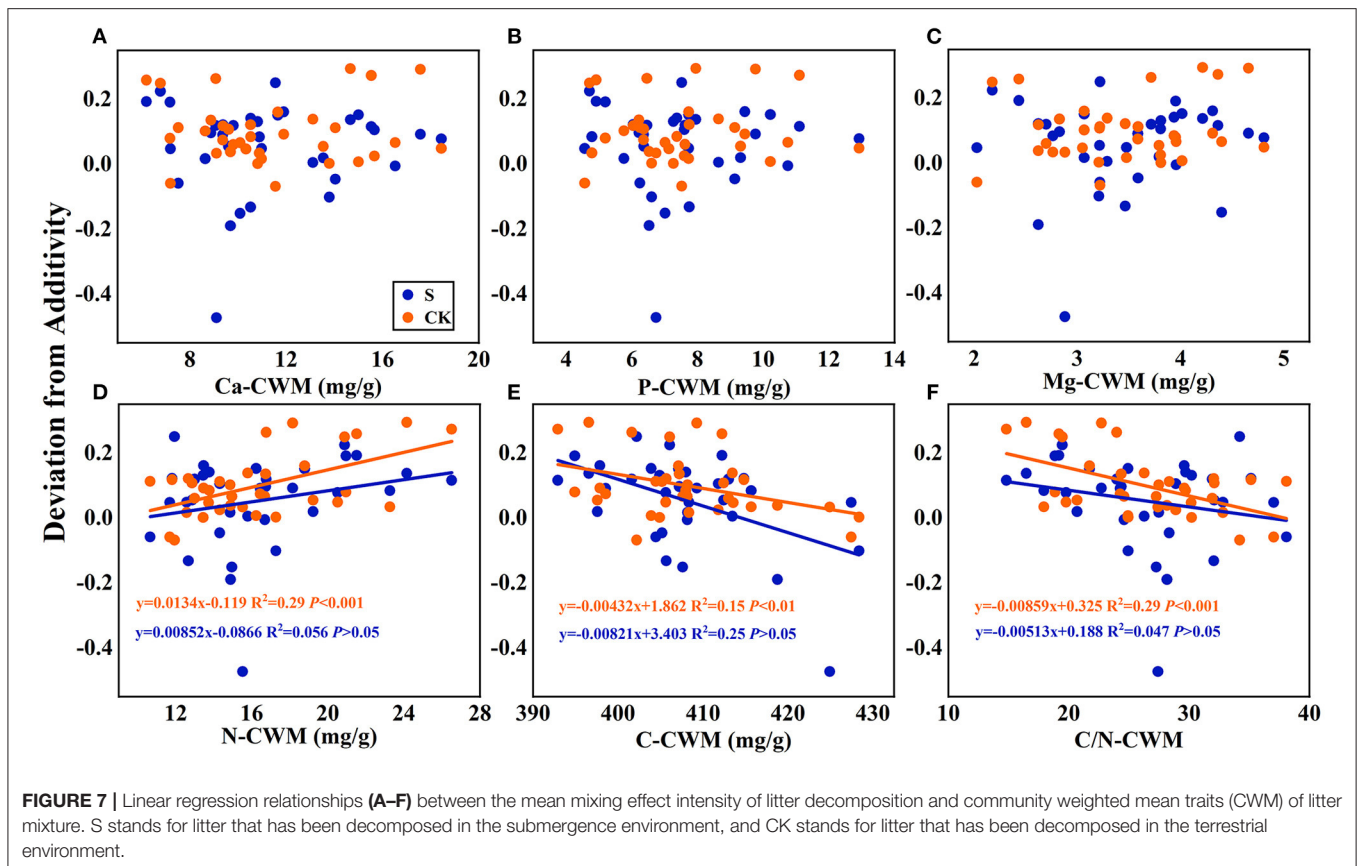 A
B
C
0.2
0.0
-0.2
-0.4
S
CK
8 12 16 20
4 6 8 10 12 14
2 3 4 5
Ca-CWM (mg/g)
P-CWM (mg/g)
Mg-CWM (mg/g)
Deviation from Additivity
D
E
F
0.2
0.0
-0.2
-0.4
y=0.0134x-0.119 R²=0.29 P<0.001
y=0.00852x-0.0866 R²=0.056 P>0.05
y=-0.00432x+1.862 R²=0.15 P<0.01
y=-0.00821x+3.403 R²=0.25 P>0.05
y=-0.00859x+0.325 R²=0.29 P<0.001
y=-0.00513x+0.188 R²=0.047 P>0.05
12 16 20 24 28
390 400 410 420 430
10 20 30 40
N-CWM (mg/g)
C-CWM (mg/g)
C/N-CWM
FIGURE 7 | Linear regression relationships (A–F) between the mean mixing effect intensity of litter decomposition and community weighted mean traits (CWM) of litter
mixture. S stands for litter that has been decomposed in the submergence environment, and CK stands for litter that has been decomposed in the terrestrial
environment.